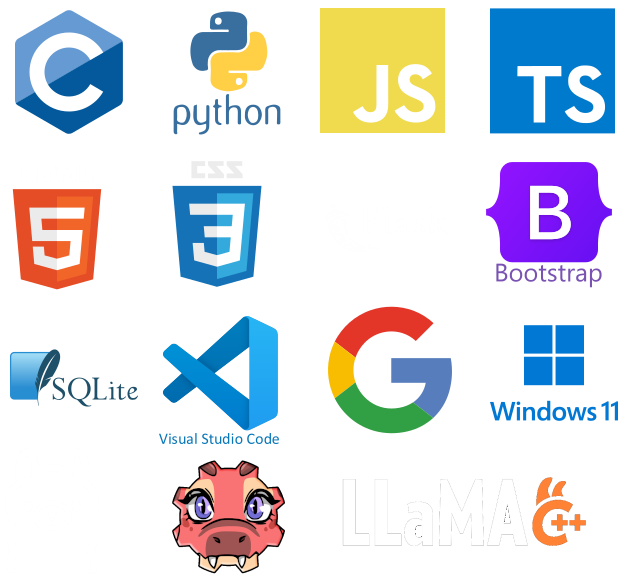 C
python
JS
TS
5
CSS
3
B
Bootstrap
SQLite
Visual Studio Code
G
Windows 11
LLaMA C++